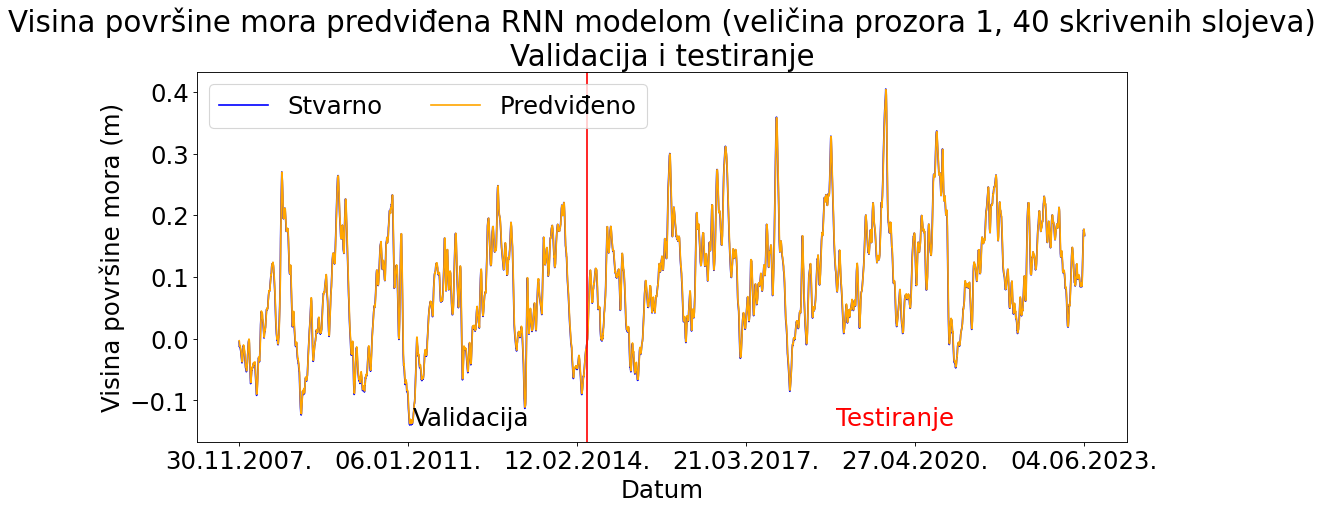 Visina površine mora predviđena RNN modelom (veličina prozora 1, 40 skrivenih slojeva)
Validacija i testiranje
Stvarno Predviđeno
Visina površine mora (m)
0.4
0.3
0.2
0.1
0.0
−0.1
Validacija
Testiranje
30.11.2007. 06.01.2011. 12.02.2014. 21.03.2017. 27.04.2020. 04.06.2023.
Datum